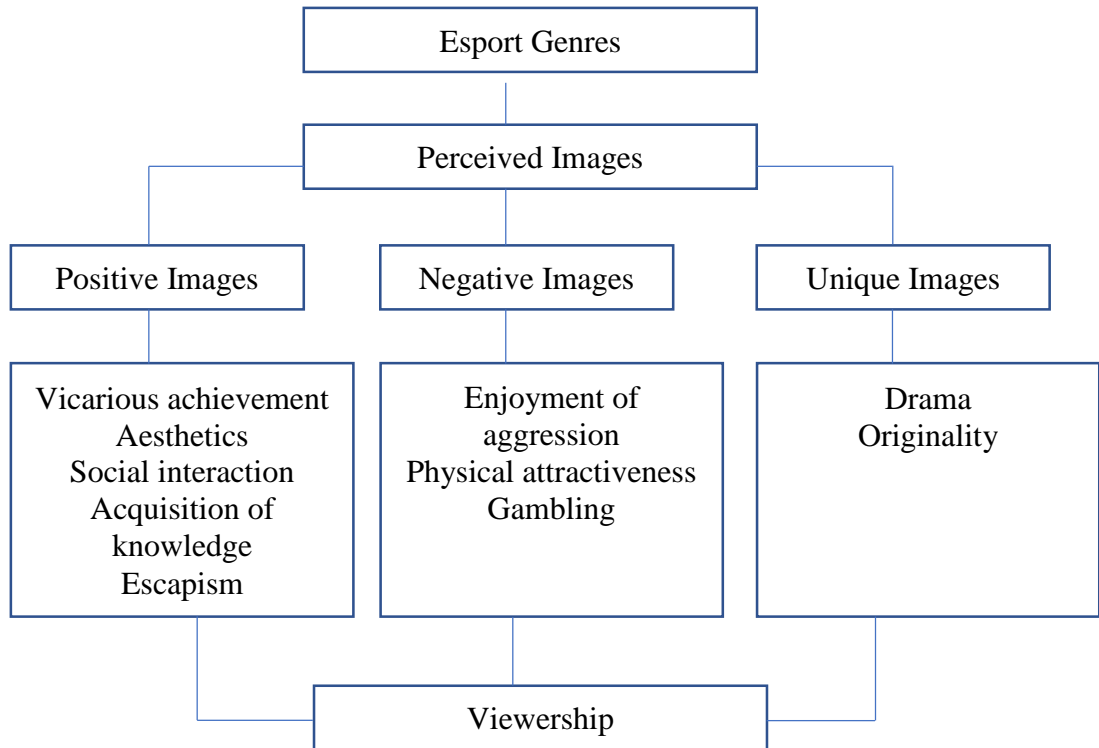 Esport Genres
Perceived Images
Positive Images
Negative Images
Unique Images
Vicarious achievement
Aesthetics
Social interaction
Acquisition of
knowledge
Escapism
Enjoyment of
aggression
Physical attractiveness
Gambling
Drama
Originality
Viewership